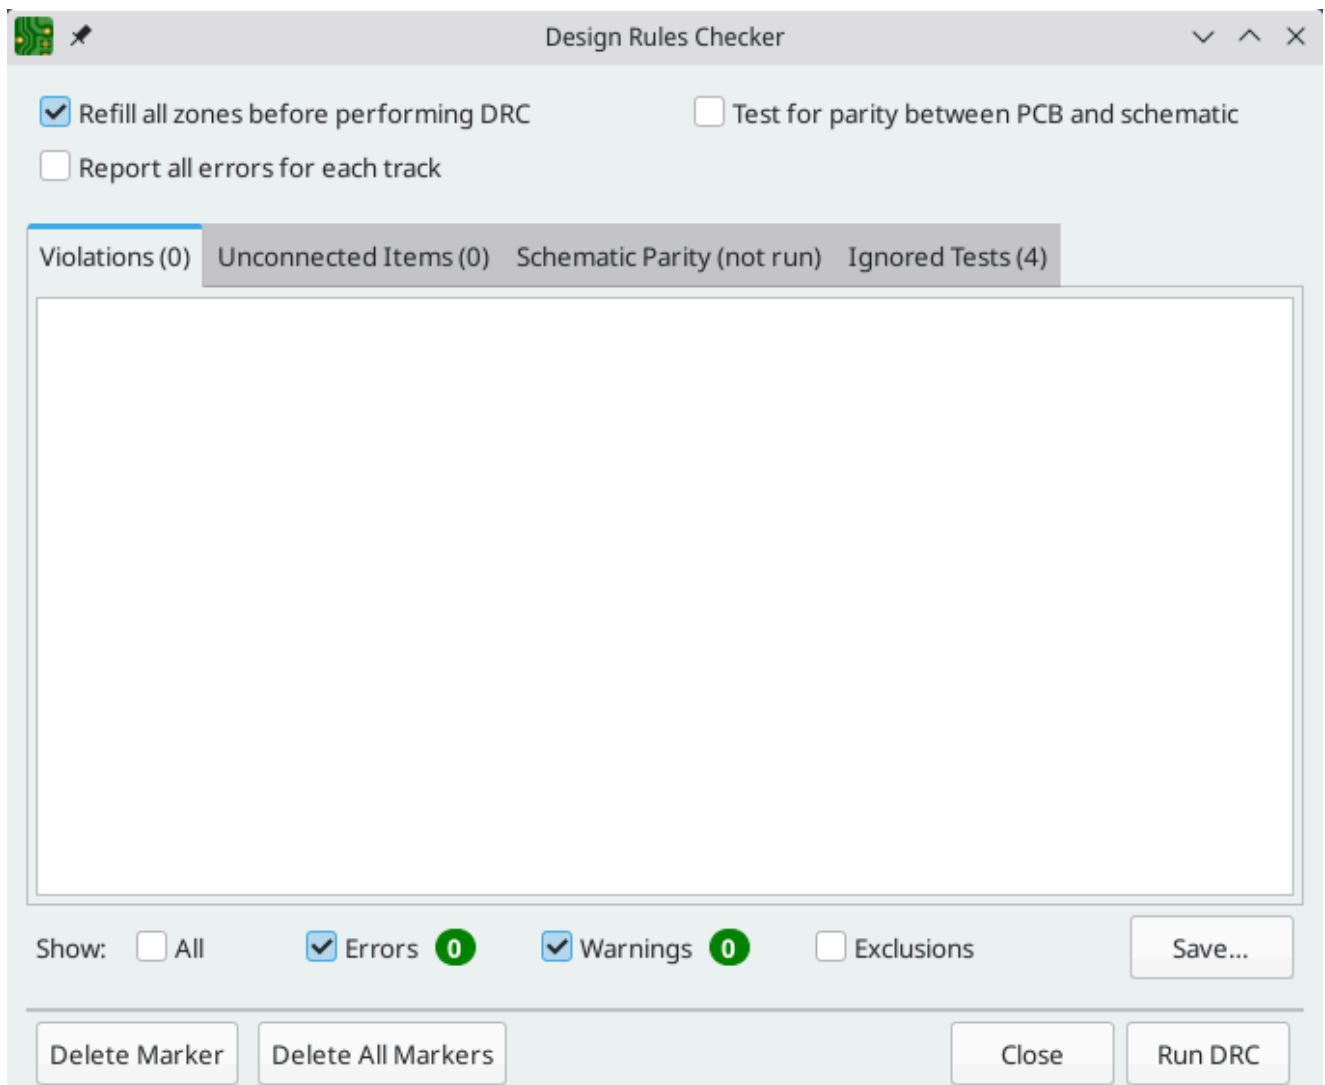 Design Rules Checker
Refill all zones before performing DRC Test for parity between PCB and schematic
Report all errors for each track
Violations (0) Unconnected Items (0) Schematic Parity (not run) Ignored Tests (4)
Show: All Errors 0 Warnings 0 Exclusions Save...
Delete Marker Delete All Markers Close Run DRC